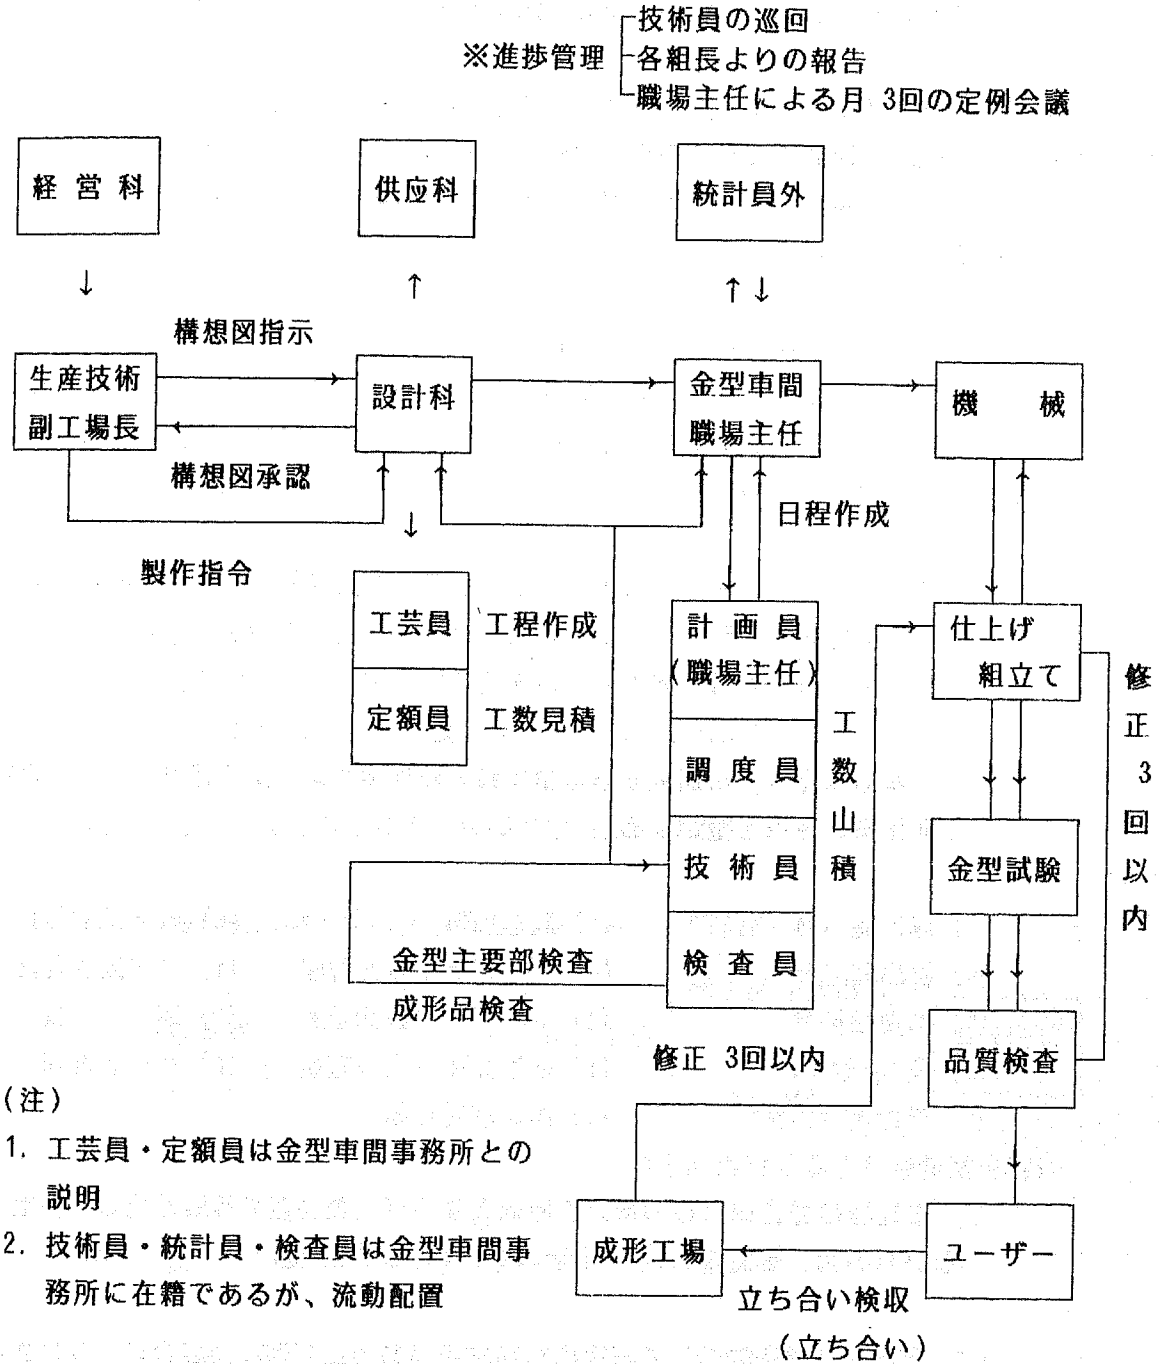 技術員の巡回
※進捗管理 各組長よりの報告
職場主任による月 3回の定例会議
経 営 科
供应科
統計員外
構想図指示
生産技術
副工場長
設計科
金型車間
職場主任
機 械
構想図承認
日程作成
製作指令
工芸員 工程作成
定額員 工数見積
計 画 員
(職場主任)
調 度 員
技 術 員
検 査 員
工数山積
仕上げ
組立て
修正 3回以内
金型試験
金型主要部検査
成形品検査
修正 3回以内
品質検査
(注)
1. 工芸員・定額員は金型車間事務所との
説明
2. 技術員・統計員・検査員は金型車間事
務所に在籍であるが、流動配置
成形工場
ユーザー
立ち合い検収
(立ち合い)